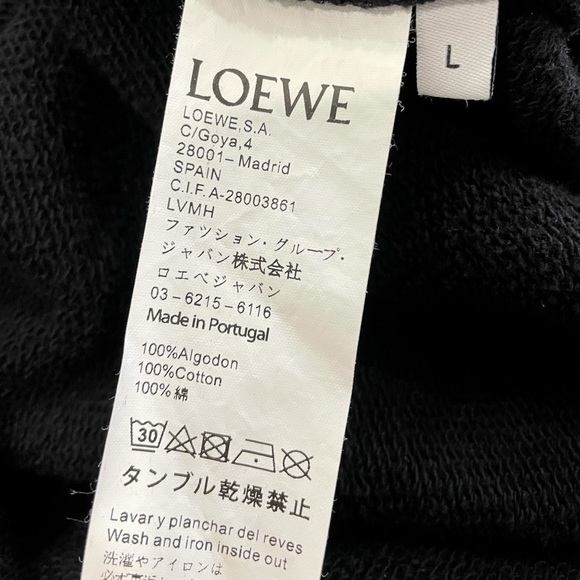 LOEWE
LOEWE,S.A.
C/Goya,4
28001-Madrid
SPAIN
C.I.F.A-28003861
LVMH
ファツション・グループ・
ジャバン株式会社
ロエベジャバン
03-6215-6116
Made in Portugal
100%Algodon
100%Cotton
100%綿
30
タンブル乾燥禁止
Lavar y planchar del reves
Wash and iron inside out
洗濯やアイロンは
L